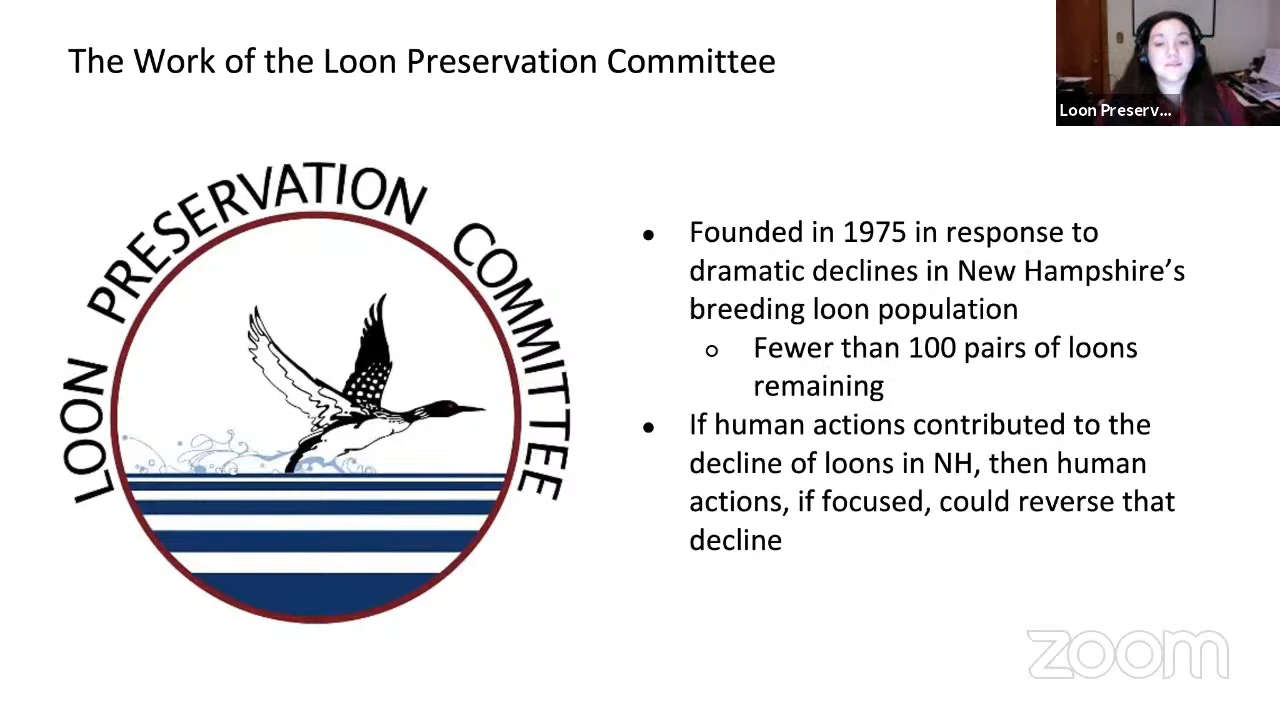 The Work of the Loon Preservation Committee
Loon Preserv...
LOON PRESERVATION COMMITTEE
● Founded in 1975 in response to
dramatic declines in New Hampshire’s
breeding loon population
○ Fewer than 100 pairs of loons
remaining
● If human actions contributed to the
decline of loons in NH, then human
actions, if focused, could reverse that
decline
zoom